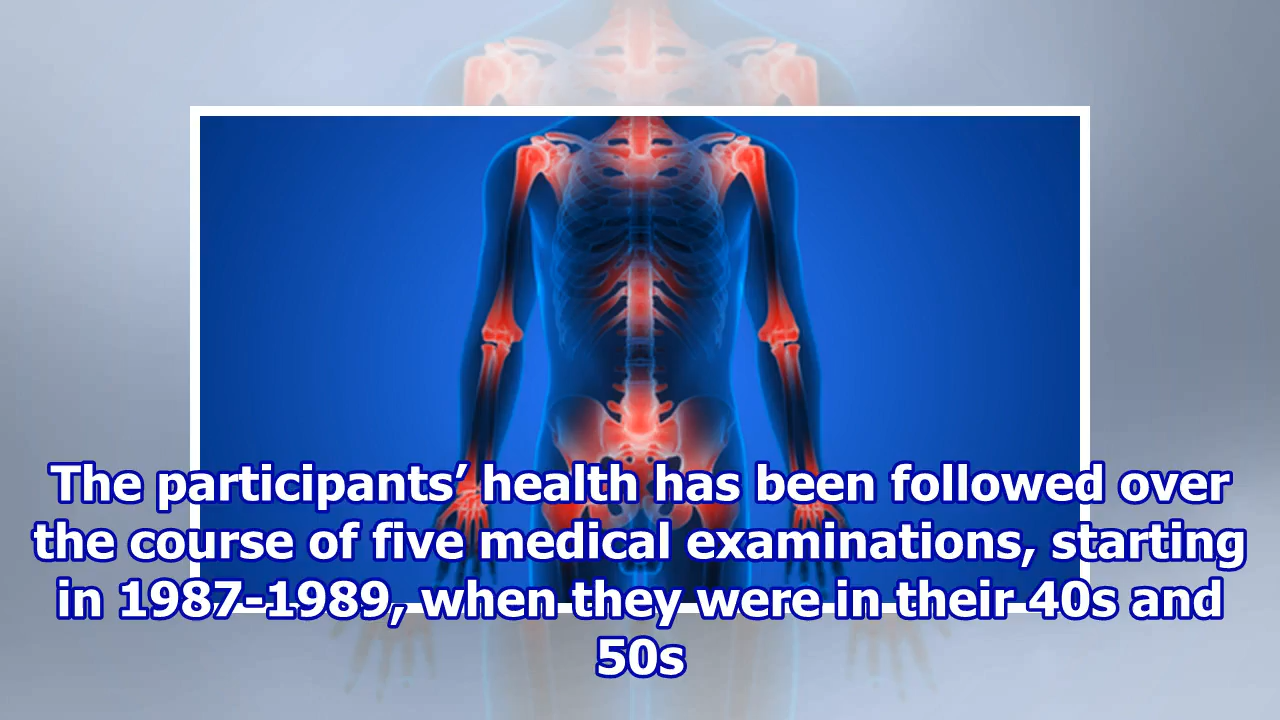 The participants’ health has been followed over
the course of five medical examinations, starting
in 1987-1989, when they were in their 40s and
50s